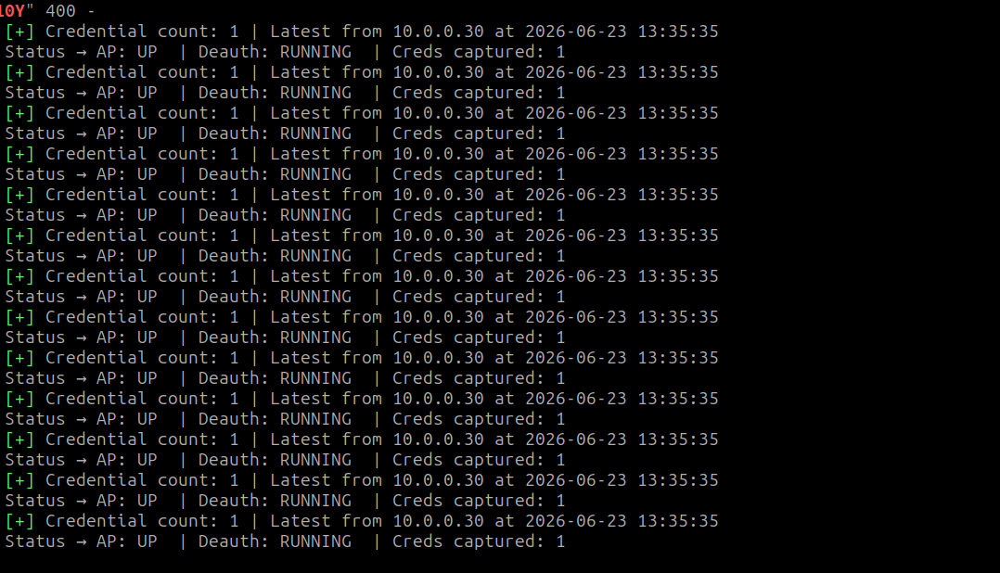 10Y" 400 -
[+] Credential count: 1 | Latest from 10.0.0.30 at 2026-06-23 13:35:35
Status → AP: UP  | Deauth: RUNNING  | Creds captured: 1
[+] Credential count: 1 | Latest from 10.0.0.30 at 2026-06-23 13:35:35
Status → AP: UP  | Deauth: RUNNING  | Creds captured: 1
[+] Credential count: 1 | Latest from 10.0.0.30 at 2026-06-23 13:35:35
Status → AP: UP  | Deauth: RUNNING  | Creds captured: 1
[+] Credential count: 1 | Latest from 10.0.0.30 at 2026-06-23 13:35:35
Status → AP: UP  | Deauth: RUNNING  | Creds captured: 1
[+] Credential count: 1 | Latest from 10.0.0.30 at 2026-06-23 13:35:35
Status → AP: UP  | Deauth: RUNNING  | Creds captured: 1
[+] Credential count: 1 | Latest from 10.0.0.30 at 2026-06-23 13:35:35
Status → AP: UP  | Deauth: RUNNING  | Creds captured: 1
[+] Credential count: 1 | Latest from 10.0.0.30 at 2026-06-23 13:35:35
Status → AP: UP  | Deauth: RUNNING  | Creds captured: 1
[+] Credential count: 1 | Latest from 10.0.0.30 at 2026-06-23 13:35:35
Status → AP: UP  | Deauth: RUNNING  | Creds captured: 1
[+] Credential count: 1 | Latest from 10.0.0.30 at 2026-06-23 13:35:35
Status → AP: UP  | Deauth: RUNNING  | Creds captured: 1
[+] Credential count: 1 | Latest from 10.0.0.30 at 2026-06-23 13:35:35
Status → AP: UP  | Deauth: RUNNING  | Creds captured: 1
[+] Credential count: 1 | Latest from 10.0.0.30 at 2026-06-23 13:35:35
Status → AP: UP  | Deauth: RUNNING  | Creds captured: 1
[+] Credential count: 1 | Latest from 10.0.0.30 at 2026-06-23 13:35:35
Status → AP: UP  | Deauth: RUNNING  | Creds captured: 1
[+] Credential count: 1 | Latest from 10.0.0.30 at 2026-06-23 13:35:35
Status → AP: UP  | Deauth: RUNNING  | Creds captured: 1